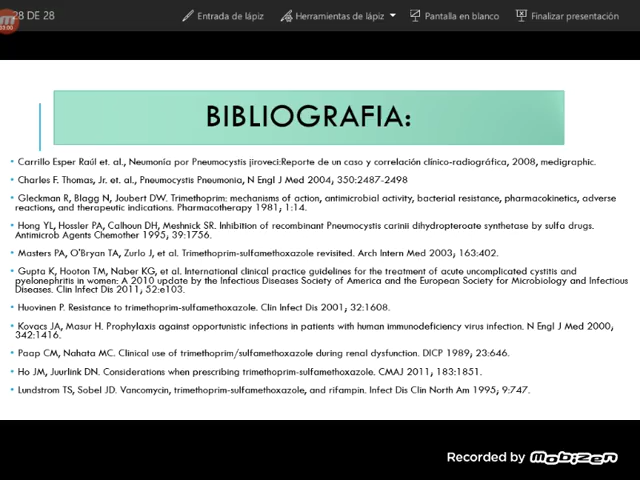 28 DE 28
Entrada de lápiz
Herramientas de lápiz
Pantalla en blanco
Finalizar presentación
BIBLIOGRAFIA:
• Carrillo Esper Raúl et. al., Neumonía por Pneumocystis jiroveci:Reporte de un caso y correlación clínico-radiográfica, 2008, medigraphic.
• Charles F. Thomas, Jr. et. al., Pneumocystis Pneumonia, N Engl J Med 2004; 350:2487-2498
• Gleckman R, Blagg N, Joubert DW. Trimethoprim: mechanisms of action, antimicrobial activity, bacterial resistance, pharmacokinetics, adverse
reactions, and therapeutic indications. Pharmacotherapy 1981; 1:14.
• Hong YL, Hossler PA, Calhoun DH, Meshnick SR. Inhibition of recombinant Pneumocystis carinii dihydropteroate synthetase by sulfa drugs.
Antimicrob Agents Chemother 1995; 39:1756.
• Masters PA, O'Bryan TA, Zurlo J, et al. Trimethoprim-sulfamethoxazole revisited. Arch Intern Med 2003; 163:402.
• Gupta K, Hooton TM, Naber KG, et al. International clinical practice guidelines for the treatment of acute uncomplicated cystitis and
pyelonephritis in women: A 2010 update by the Infectious Diseases Society of America and the European Society for Microbiology and Infectious
Diseases. Clin Infect Dis 2011; 52:e103.
• Huovinen P. Resistance to trimethoprim-sulfamethoxazole. Clin Infect Dis 2001; 32:1608.
• Kovacs JA, Masur H. Prophylaxis against opportunistic infections in patients with human immunodeficiency virus infection. N Engl J Med 2000;
342:1416.
• Paap CM, Nahata MC. Clinical use of trimethoprim/sulfamethoxazole during renal dysfunction. DICP 1989; 23:646.
• Ho JM, Juurlink DN. Considerations when prescribing trimethoprim-sulfamethoxazole. CMAJ 2011; 183:1851.
• Lundstrom TS, Sobel JD. Vancomycin, trimethoprim-sulfamethoxazole, and rifampin. Infect Dis Clin North Am 1995; 9:747.
Recorded by Mobizen